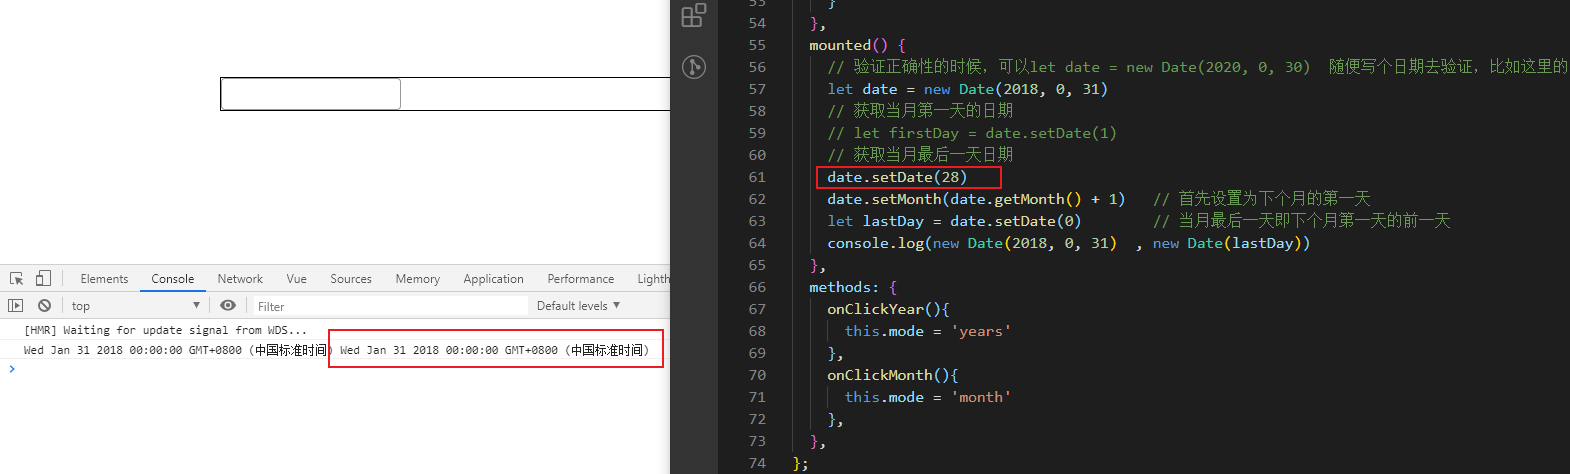 Elements Console Network Vue Sources Memory Application Performance Lighth
top Filter Default levels
[HMR] Waiting for update signal from WDS...
Wed Jan 31 2018 00:00:00 GMT+0800 (中国标准时间) Wed Jan 31 2018 00:00:00 GMT+0800 (中国标准时间)
53 }
54 },
55 mounted() {
56 // 验证正确性的时候，可以let date = new Date(2020, 0, 30) 随便写个日期去验证，比如这里的
57 let date = new Date(2018, 0, 31)
58 // 获取当月第一天的日期
59 // let firstDay = date.setDate(1)
60 // 获取当月最后一天日期
61 date.setDate(28)
62 date.setMonth(date.getMonth() + 1) // 首先设置为下个月的第一天
63 let lastDay = date.setDate(0) // 当月最后一天即下个月第一天的前一天
64 console.log(new Date(2018, 0, 31) , new Date(lastDay))
65 },
66 methods: {
67 onClickYear(){
68 this.mode = 'years'
69 },
70 onClickMonth(){
71 this.mode = 'month'
72 },
73 },
74 };